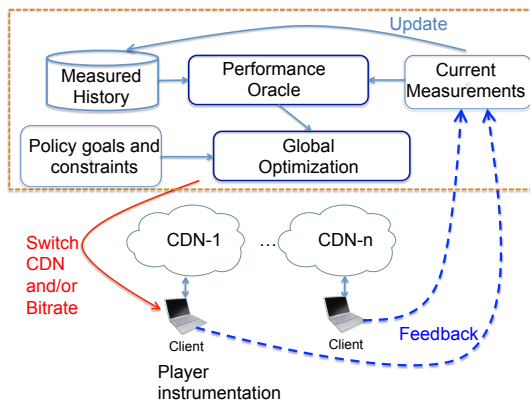 Update
Measured
History
Performance
Oracle
Current
Measurements
Policy goals and
constraints
Global
Optimization
Switch
CDN
and/or
Bitrate
CDN-1
...
CDN-n
Client
Client
Feedback
Player
instrumentation